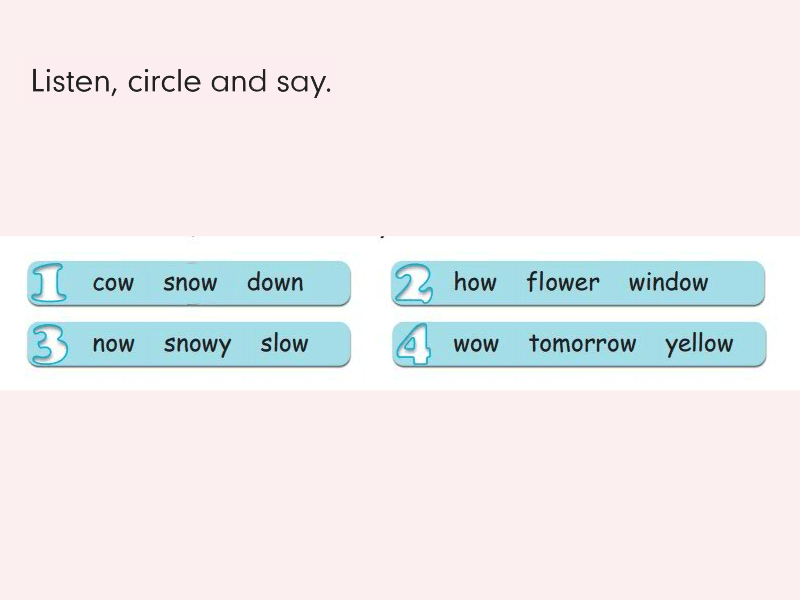 Listen, circle and say.
1 cow snow down
2 how flower window
3 now snowy slow
4 wow tomorrow yellow